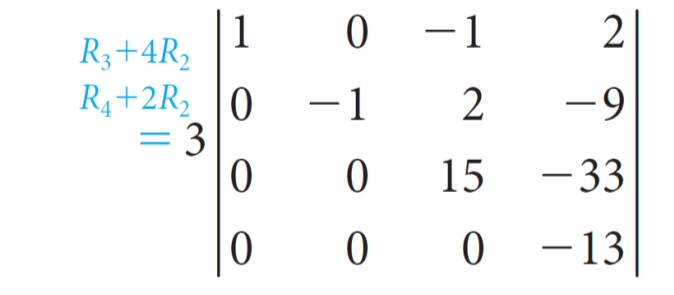 R₃+4R₂
R₄+2R₂
= 3
1 0 −1 2
0 −1 2 −9
0 0 15 −33
0 0 0 −13